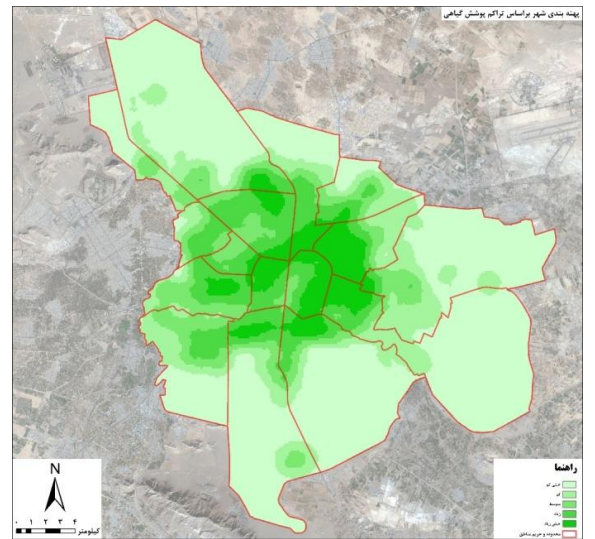 پهنه بندی شهر براساس تراکم پوشش گیاهی
N
۰ ۱ ۲ ۳ ۴
کیلومتر
راهنما
خیلی کم
کم
متوسط
زیاد
خیلی زیاد
محدوده و حریم مناطق